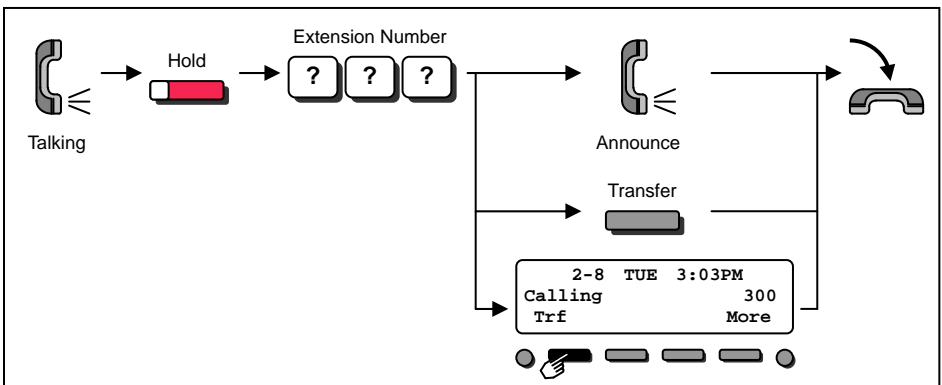 Extension Number
Hold
? ? ?
Talking
Announce
Transfer
2-8 TUE 3:03PM
Calling 300
Trf More